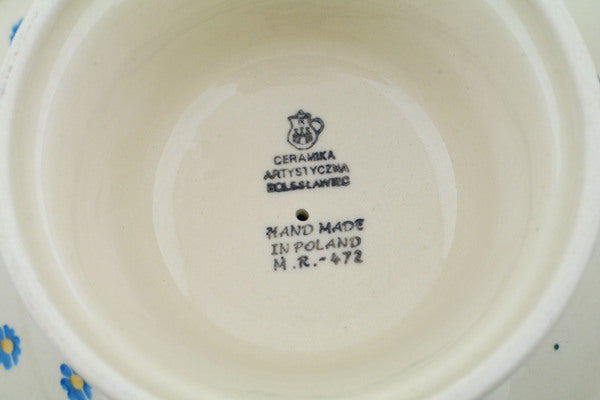 CERAMIKA
ARTYSTYCZNA
BOLESŁAWIEC
HAND MADE
IN POLAND
M.R.-472